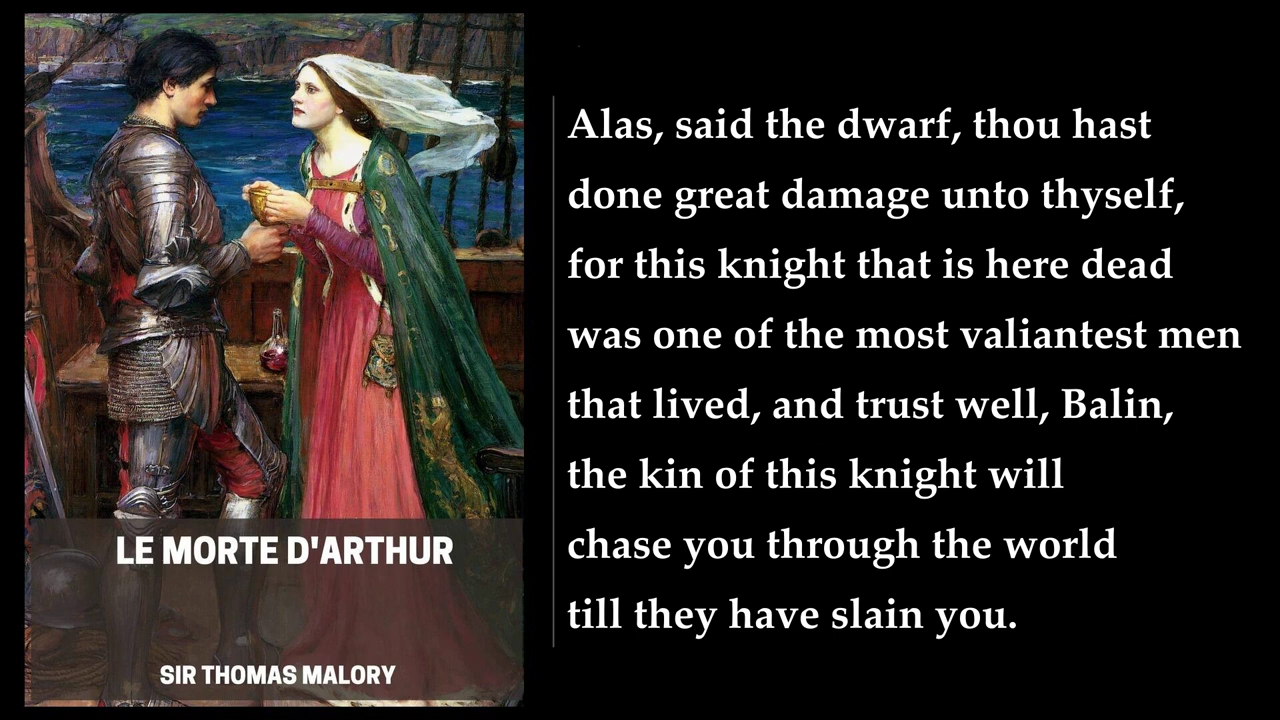 LE MORTE D'ARTHUR
SIR THOMAS MALORY
Alas, said the dwarf, thou hast
done great damage unto thyself,
for this knight that is here dead
was one of the most valiantest men
that lived, and trust well, Balin,
the kin of this knight will
chase you through the world
till they have slain you.